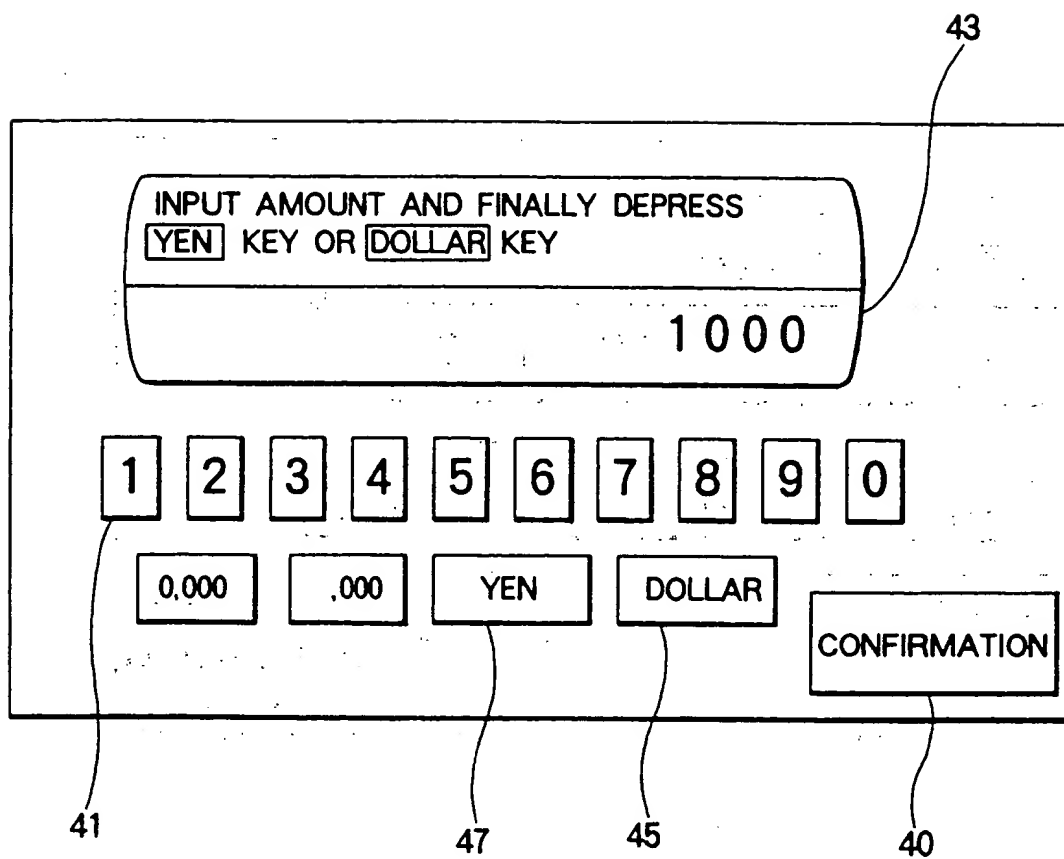 43
INPUT AMOUNT AND FINALLY DEPRESS
YEN KEY OR DOLLAR KEY
1000
1 2 3 4 5 6 7 8 9 0
0,000 ,000 YEN DOLLAR
CONFIRMATION
41 47 45 40